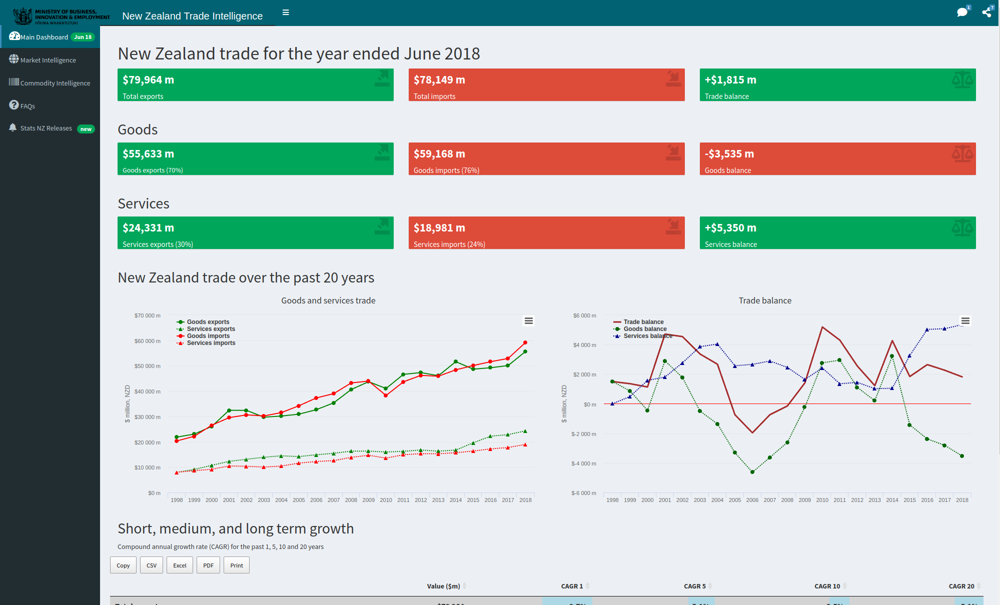 MINISTRY OF BUSINESS,
INNOVATION & EMPLOYMENT
HĪKINA WHAKATUTUKI
New Zealand Trade Intelligence
1
7
Main Dashboard Jun 18
Market Intelligence
Commodity Intelligence
FAQs
Stats NZ Releases new
New Zealand trade for the year ended June 2018
$79,964 m
Total exports
$78,149 m
Total imports
+$1,815 m
Trade balance
Goods
$55,633 m
Goods exports (70%)
$59,168 m
Goods imports (76%)
-$3,535 m
Goods balance
Services
$24,331 m
Services exports (30%)
$18,981 m
Services imports (24%)
+$5,350 m
Services balance
New Zealand trade over the past 20 years
Goods and services trade
$ million, NZD
$70 000 m
$60 000 m
$50 000 m
$40 000 m
$30 000 m
$20 000 m
$10 000 m
$0 m
Goods exports
Services exports
Goods imports
Services imports
1998 1999 2000 2001 2002 2003 2004 2005 2006 2007 2008 2009 2010 2011 2012 2013 2014 2015 2016 2017 2018
Trade balance
$ million, NZD
$6 000 m
$4 000 m
$2 000 m
$0 m
$-2 000 m
$-4 000 m
$-6 000 m
Trade balance
Goods balance
Services balance
1998 1999 2000 2001 2002 2003 2004 2005 2006 2007 2008 2009 2010 2011 2012 2013 2014 2015 2016 2017 2018
Short, medium, and long term growth
Compound annual growth rate (CAGR) for the past 1, 5, 10 and 20 years
Copy CSV Excel PDF Print
Value ($m) CAGR 1 CAGR 5 CAGR 10 CAGR 20